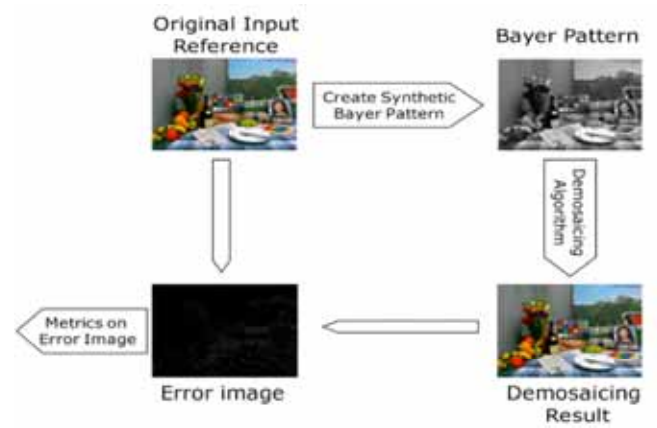 Original Input
Reference
Bayer Pattern
Create Synthetic
Bayer Pattern
Demosaicing
Algorithm
Metrics on
Error Image
Error image
Demosaicing
Result